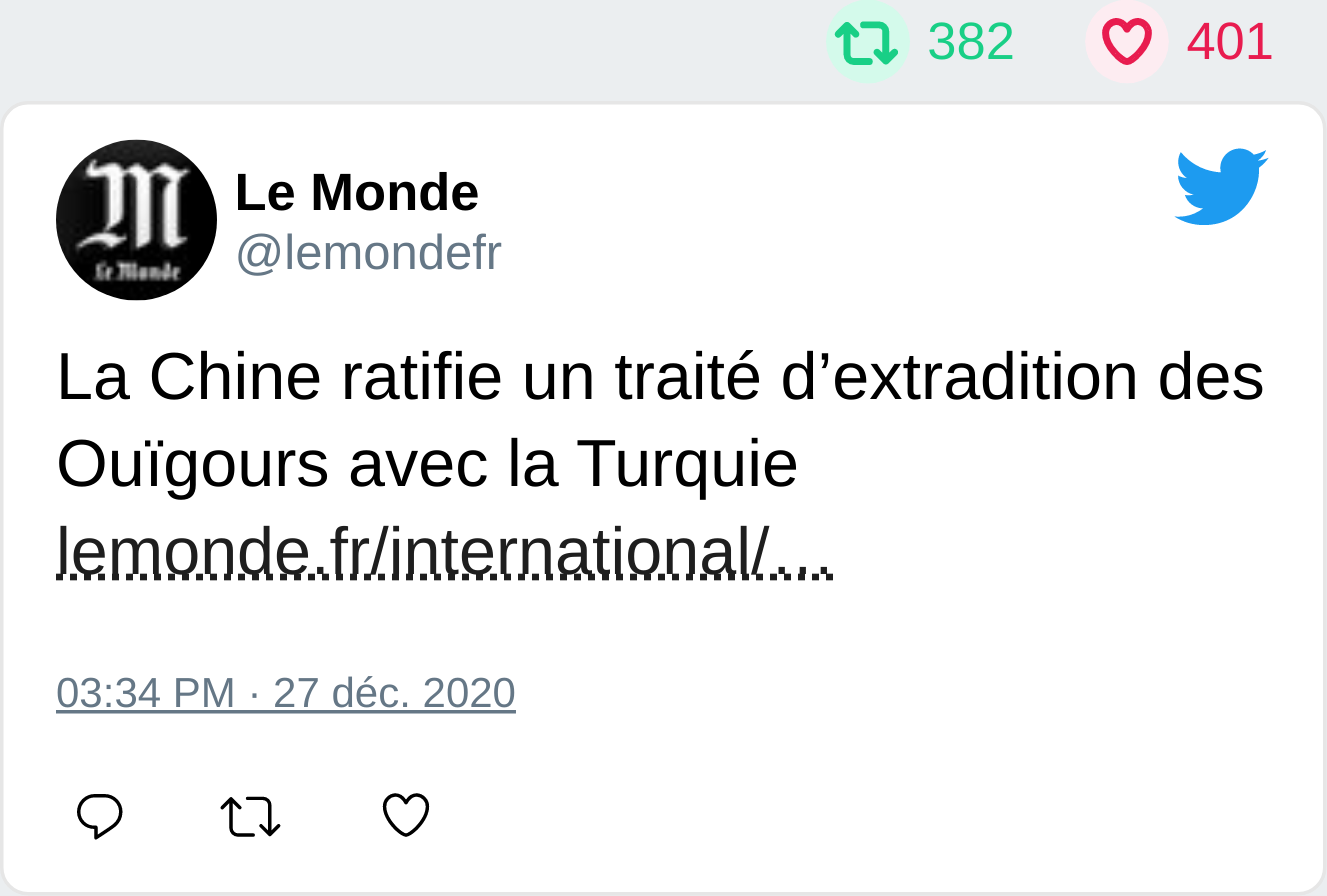 382 401
Le Monde
Le Monde
@lemondefr
La Chine ratifie un traité d’extradition des
Ouïgours avec la Turquie
lemonde.fr/international/…
03:34 PM · 27 déc. 2020